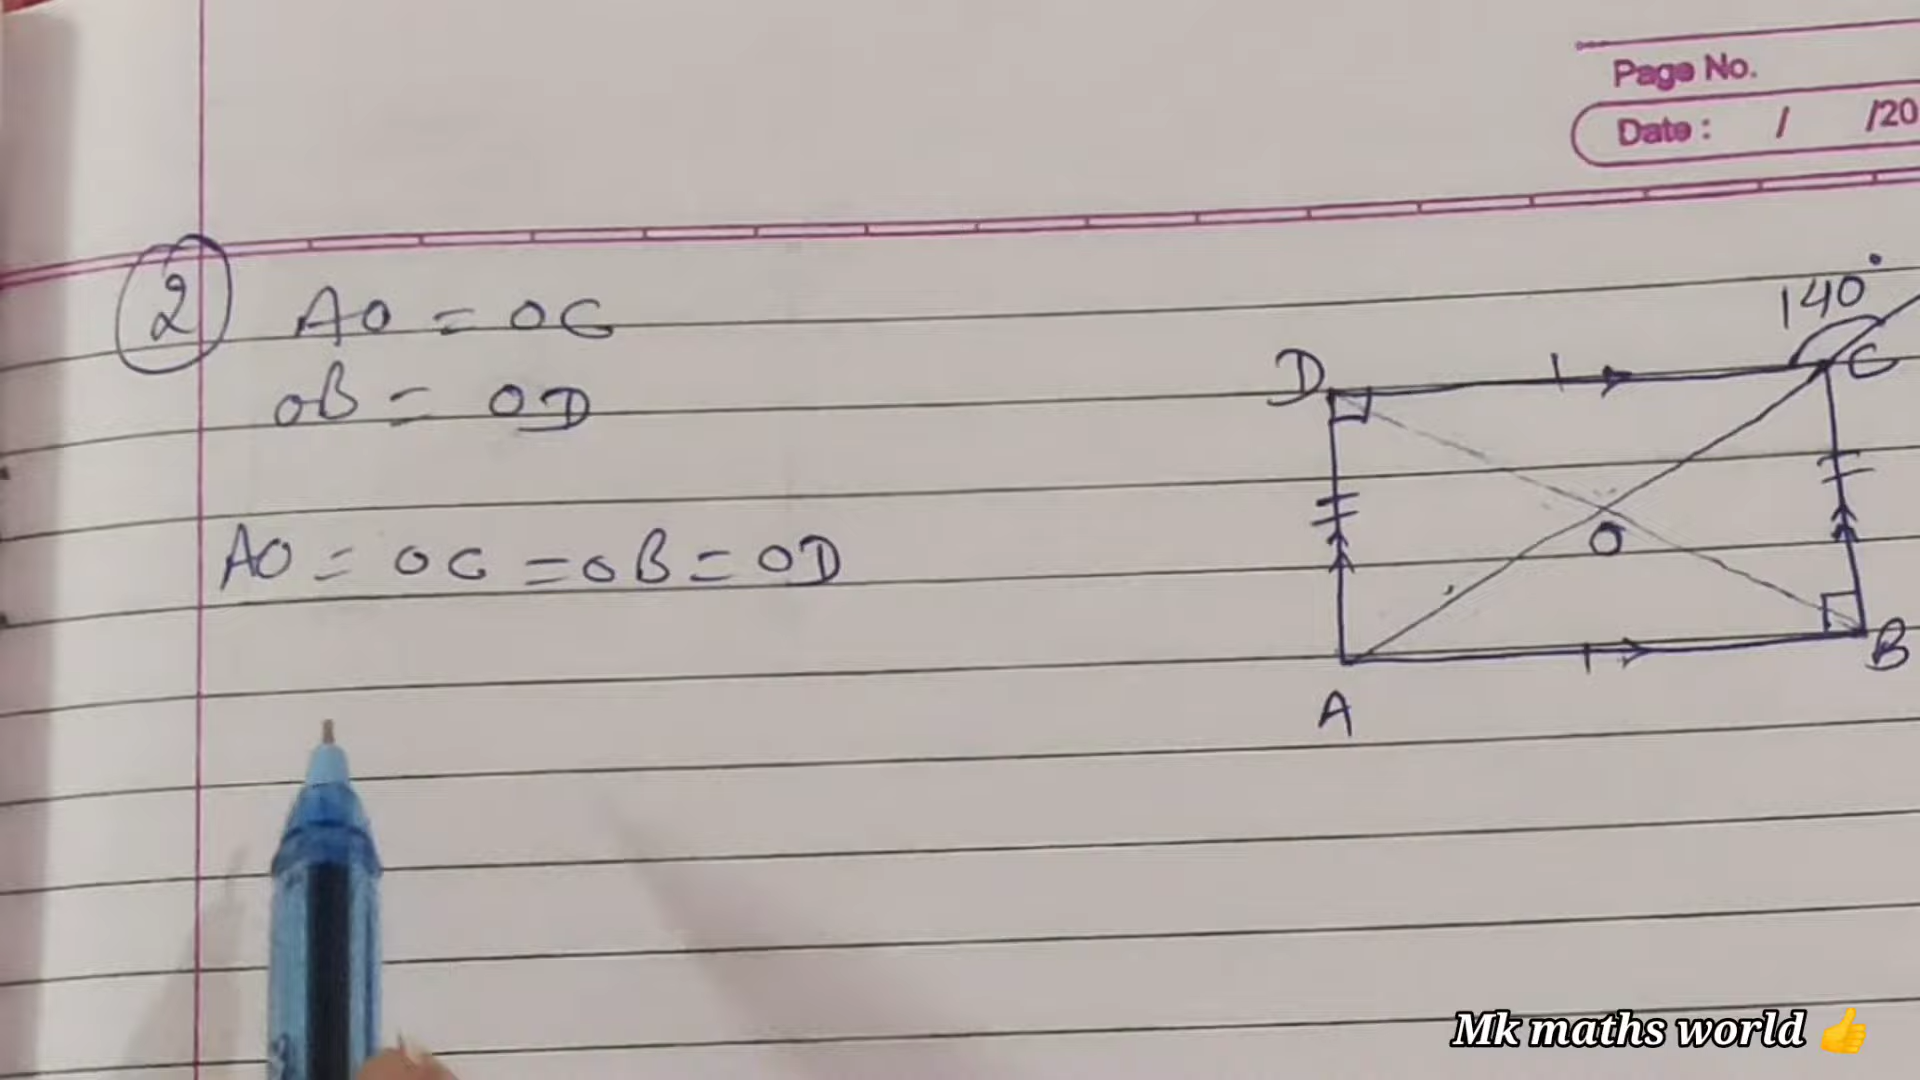 Page No.
Date : / /20
② AO = OC
OB = OD
AO = OC = OB = OD
140°
D
C
O
B
A
Mk maths world 👍